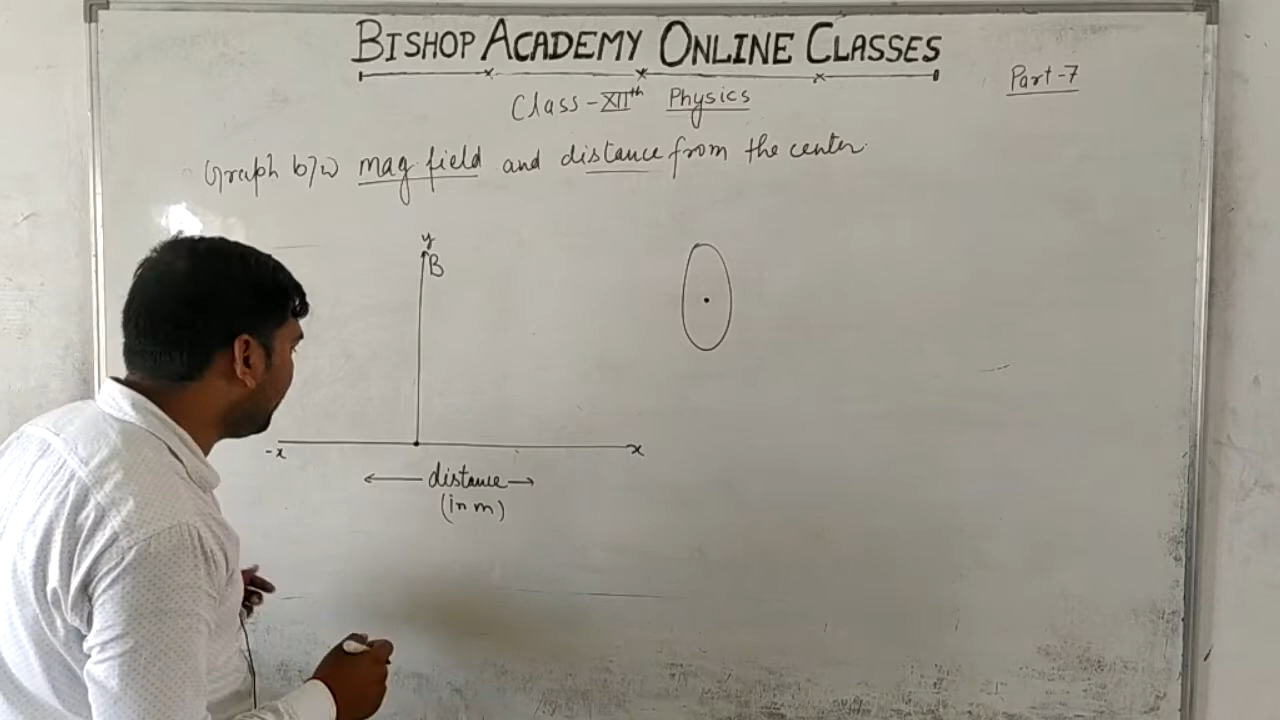 BISHOP ACADEMY ONLINE CLASSES
Part-7
Class-XIIth Physics
Graph b/w mag. field and distance from the center.
y
B
-x
x
distance
(in m)